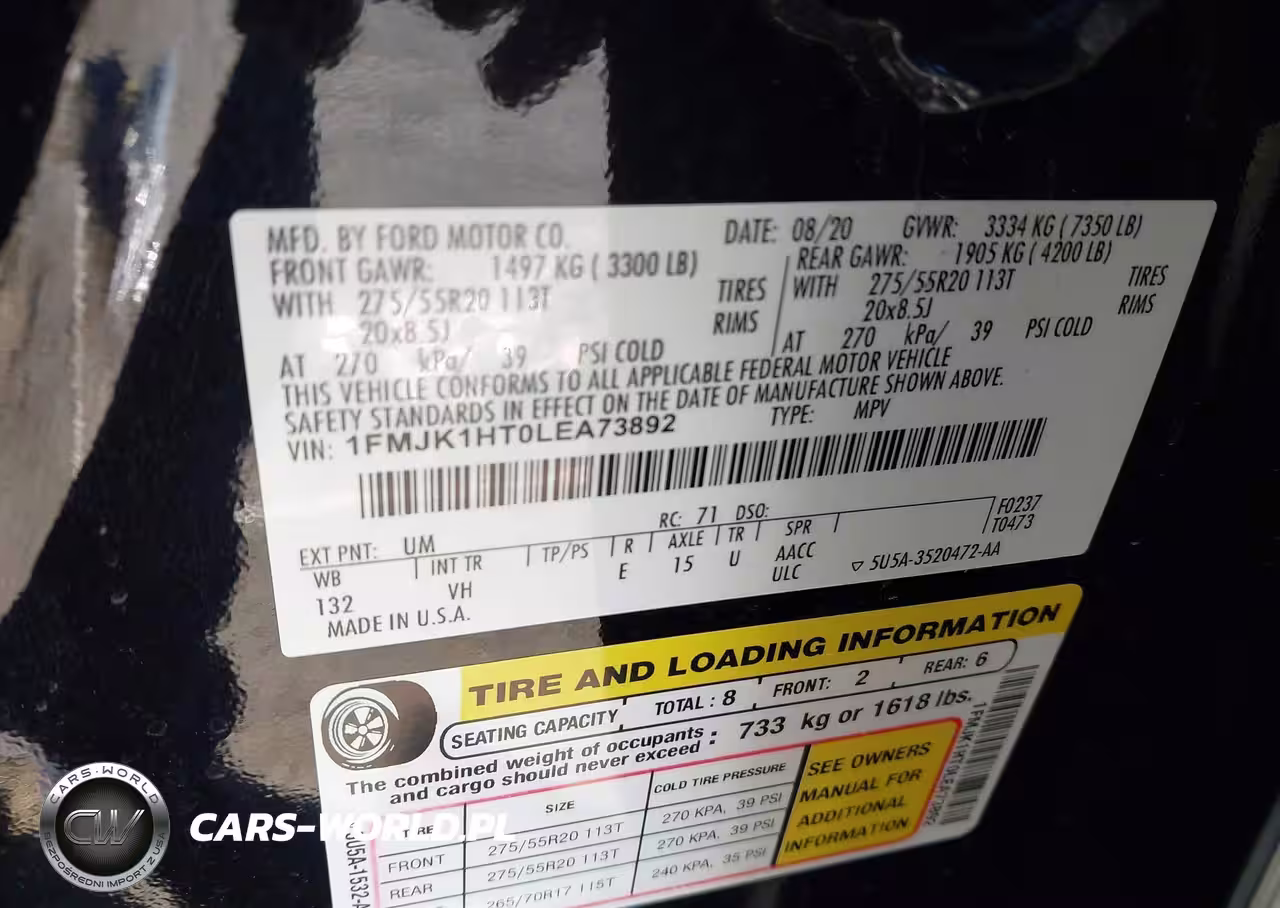 MFD. BY FORD MOTOR CO. DATE: 08/20 GVWR: 3334 KG ( 7350 LB)
FRONT GAWR: 1497 KG ( 3300 LB) REAR GAWR: 1905 KG ( 4200 LB)
WITH 275/55R20 113T TIRES WITH 275/55R20 113T TIRES
20x8.5J RIMS 20x8.5J RIMS
AT 270 kPa/ 39 PSI COLD AT 270 kPa/ 39 PSI COLD
THIS VEHICLE CONFORMS TO ALL APPLICABLE FEDERAL MOTOR VEHICLE
SAFETY STANDARDS IN EFFECT ON THE DATE OF MANUFACTURE SHOWN ABOVE.
VIN: 1FMJK1HT0LEA73892 TYPE: MPV
F0237
EXT PNT: UM RC: 71 DSO: T0473
WB INT TR TP/PS R AXLE TR SPR
132 VH E 15 U AACC
ULC
▽ 5U5A-3520472-AA
MADE IN U.S.A.
TIRE AND LOADING INFORMATION
SEATING CAPACITY TOTAL : 8 FRONT: 2 REAR: 6
The combined weight of occupants
and cargo should never exceed : 733 kg or 1618 lbs.
TIRE SIZE COLD TIRE PRESSURE
FRONT 275/55R20 113T 270 KPA, 39 PSI
REAR 275/55R20 113T 270 KPA, 39 PSI
265/70R17 115T 240 KPA, 35 PSI
SEE OWNERS
MANUAL FOR
ADDITIONAL
INFORMATION
1FMJK1HT0LEA73892
5U5A-1532-A
CARS-WORLD
CW
BEZPOŚREDNI IMPORT Z USA
CARS-WORLD.PL